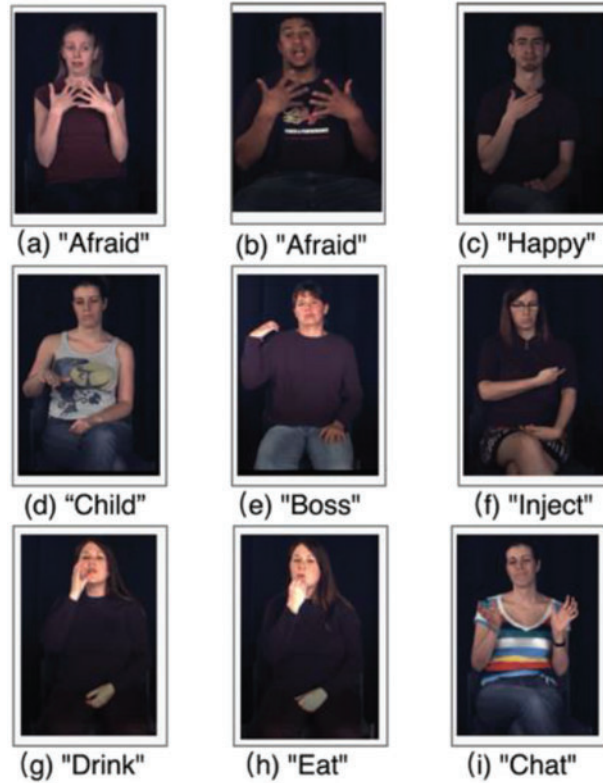 (a) "Afraid"
(b) "Afraid"
(c) "Happy"
(d) “Child”
(e) "Boss"
(f) "Inject"
(g) "Drink"
(h) "Eat"
(i) "Chat"